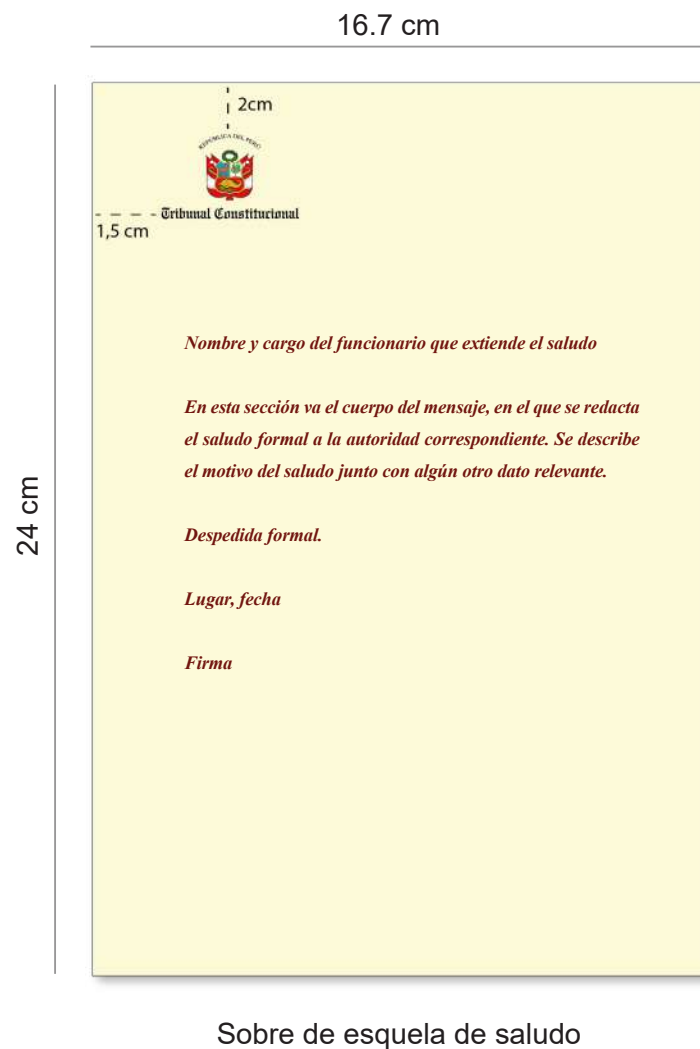 16.7 cm
2cm
REPÚBLICA DEL PERÚ
Tribunal Constitucional
1,5 cm
Nombre y cargo del funcionario que extiende el saludo
En esta sección va el cuerpo del mensaje, en el que se redacta
el saludo formal a la autoridad correspondiente. Se describe
el motivo del saludo junto con algún otro dato relevante.
24 cm
Despedida formal.
Lugar, fecha
Firma
Sobre de esquela de saludo